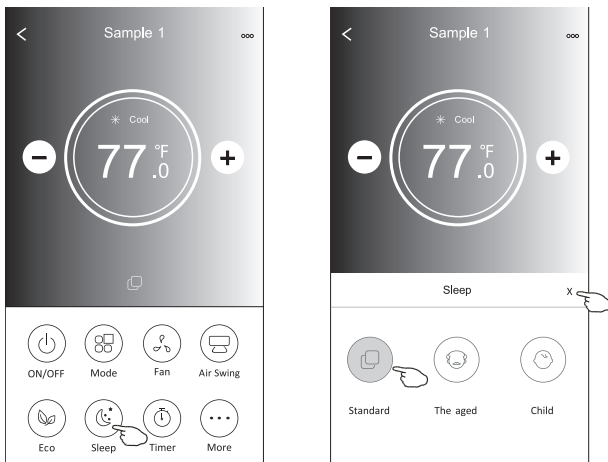 Sample 1
Cool
77.0 °F
ON/OFF Mode Fan Air Swing
Eco Sleep Timer More
Sample 1
Cool
77.0 °F
Sleep X
Standard The aged Child